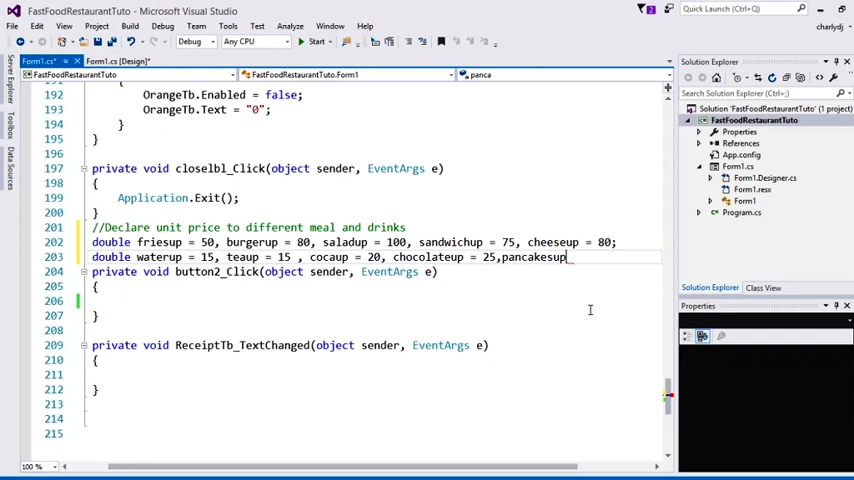 FastFoodRestaurantTuto - Microsoft Visual Studio
2
Quick Launch (Ctrl+Q)
File Edit View Project Build Debug Team Tools Test Analyze Window Help
charlydj
Debug Any CPU Start
Form1.cs* Form1.cs [Design]*
Solution Explorer
FastFoodRestaurantTuto FastFoodRestaurantTuto.Form1 panca
Server Explorer
Toolbox
Data Sources
Search Solution Explorer (Ctrl+;)
Solution 'FastFoodRestaurantTuto' (1 project)
FastFoodRestaurantTuto
Properties
References
App.config
Form1.cs
Form1.Designer.cs
Form1.resx
Form1
Program.cs
191 {
192 OrangeTb.Enabled = false;
193 OrangeTb.Text = "0";
194 }
195 }
196
197 private void closelbl_Click(object sender, EventArgs e)
198 {
199 Application.Exit();
200 }
201 //Declare unit price to different meal and drinks
202 double friesup = 50, burgerup = 80, saladup = 100, sandwichup = 75, cheeseup = 80;
203 double waterup = 15, teaup = 15 , cocaup = 20, chocolateup = 25,pancakesup
204 private void button2_Click(object sender, EventArgs e)
205 {
206
207 }
208
209 private void ReceiptTb_TextChanged(object sender, EventArgs e)
210 {
211
212 }
213
214
215
Solution Explorer Class View
Properties
100 %